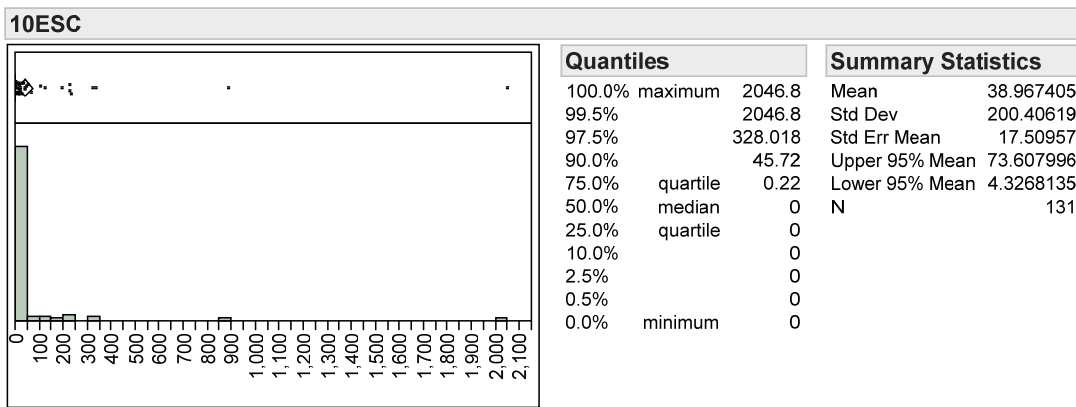 10ESC
Quantiles
100.0% maximum 2046.8
99.5% 2046.8
97.5% 328.018
90.0% 45.72
75.0% quartile 0.22
50.0% median 0
25.0% quartile 0
10.0% 0
2.5% 0
0.5% 0
0.0% minimum 0
Summary Statistics
Mean 38.967405
Std Dev 200.40619
Std Err Mean 17.50957
Upper 95% Mean 73.607996
Lower 95% Mean 4.3268135
N 131
0
100
200
300
400
500
600
700
800
900
1,000
1,100
1,200
1,300
1,400
1,500
1,600
1,700
1,800
1,900
2,000
2,100